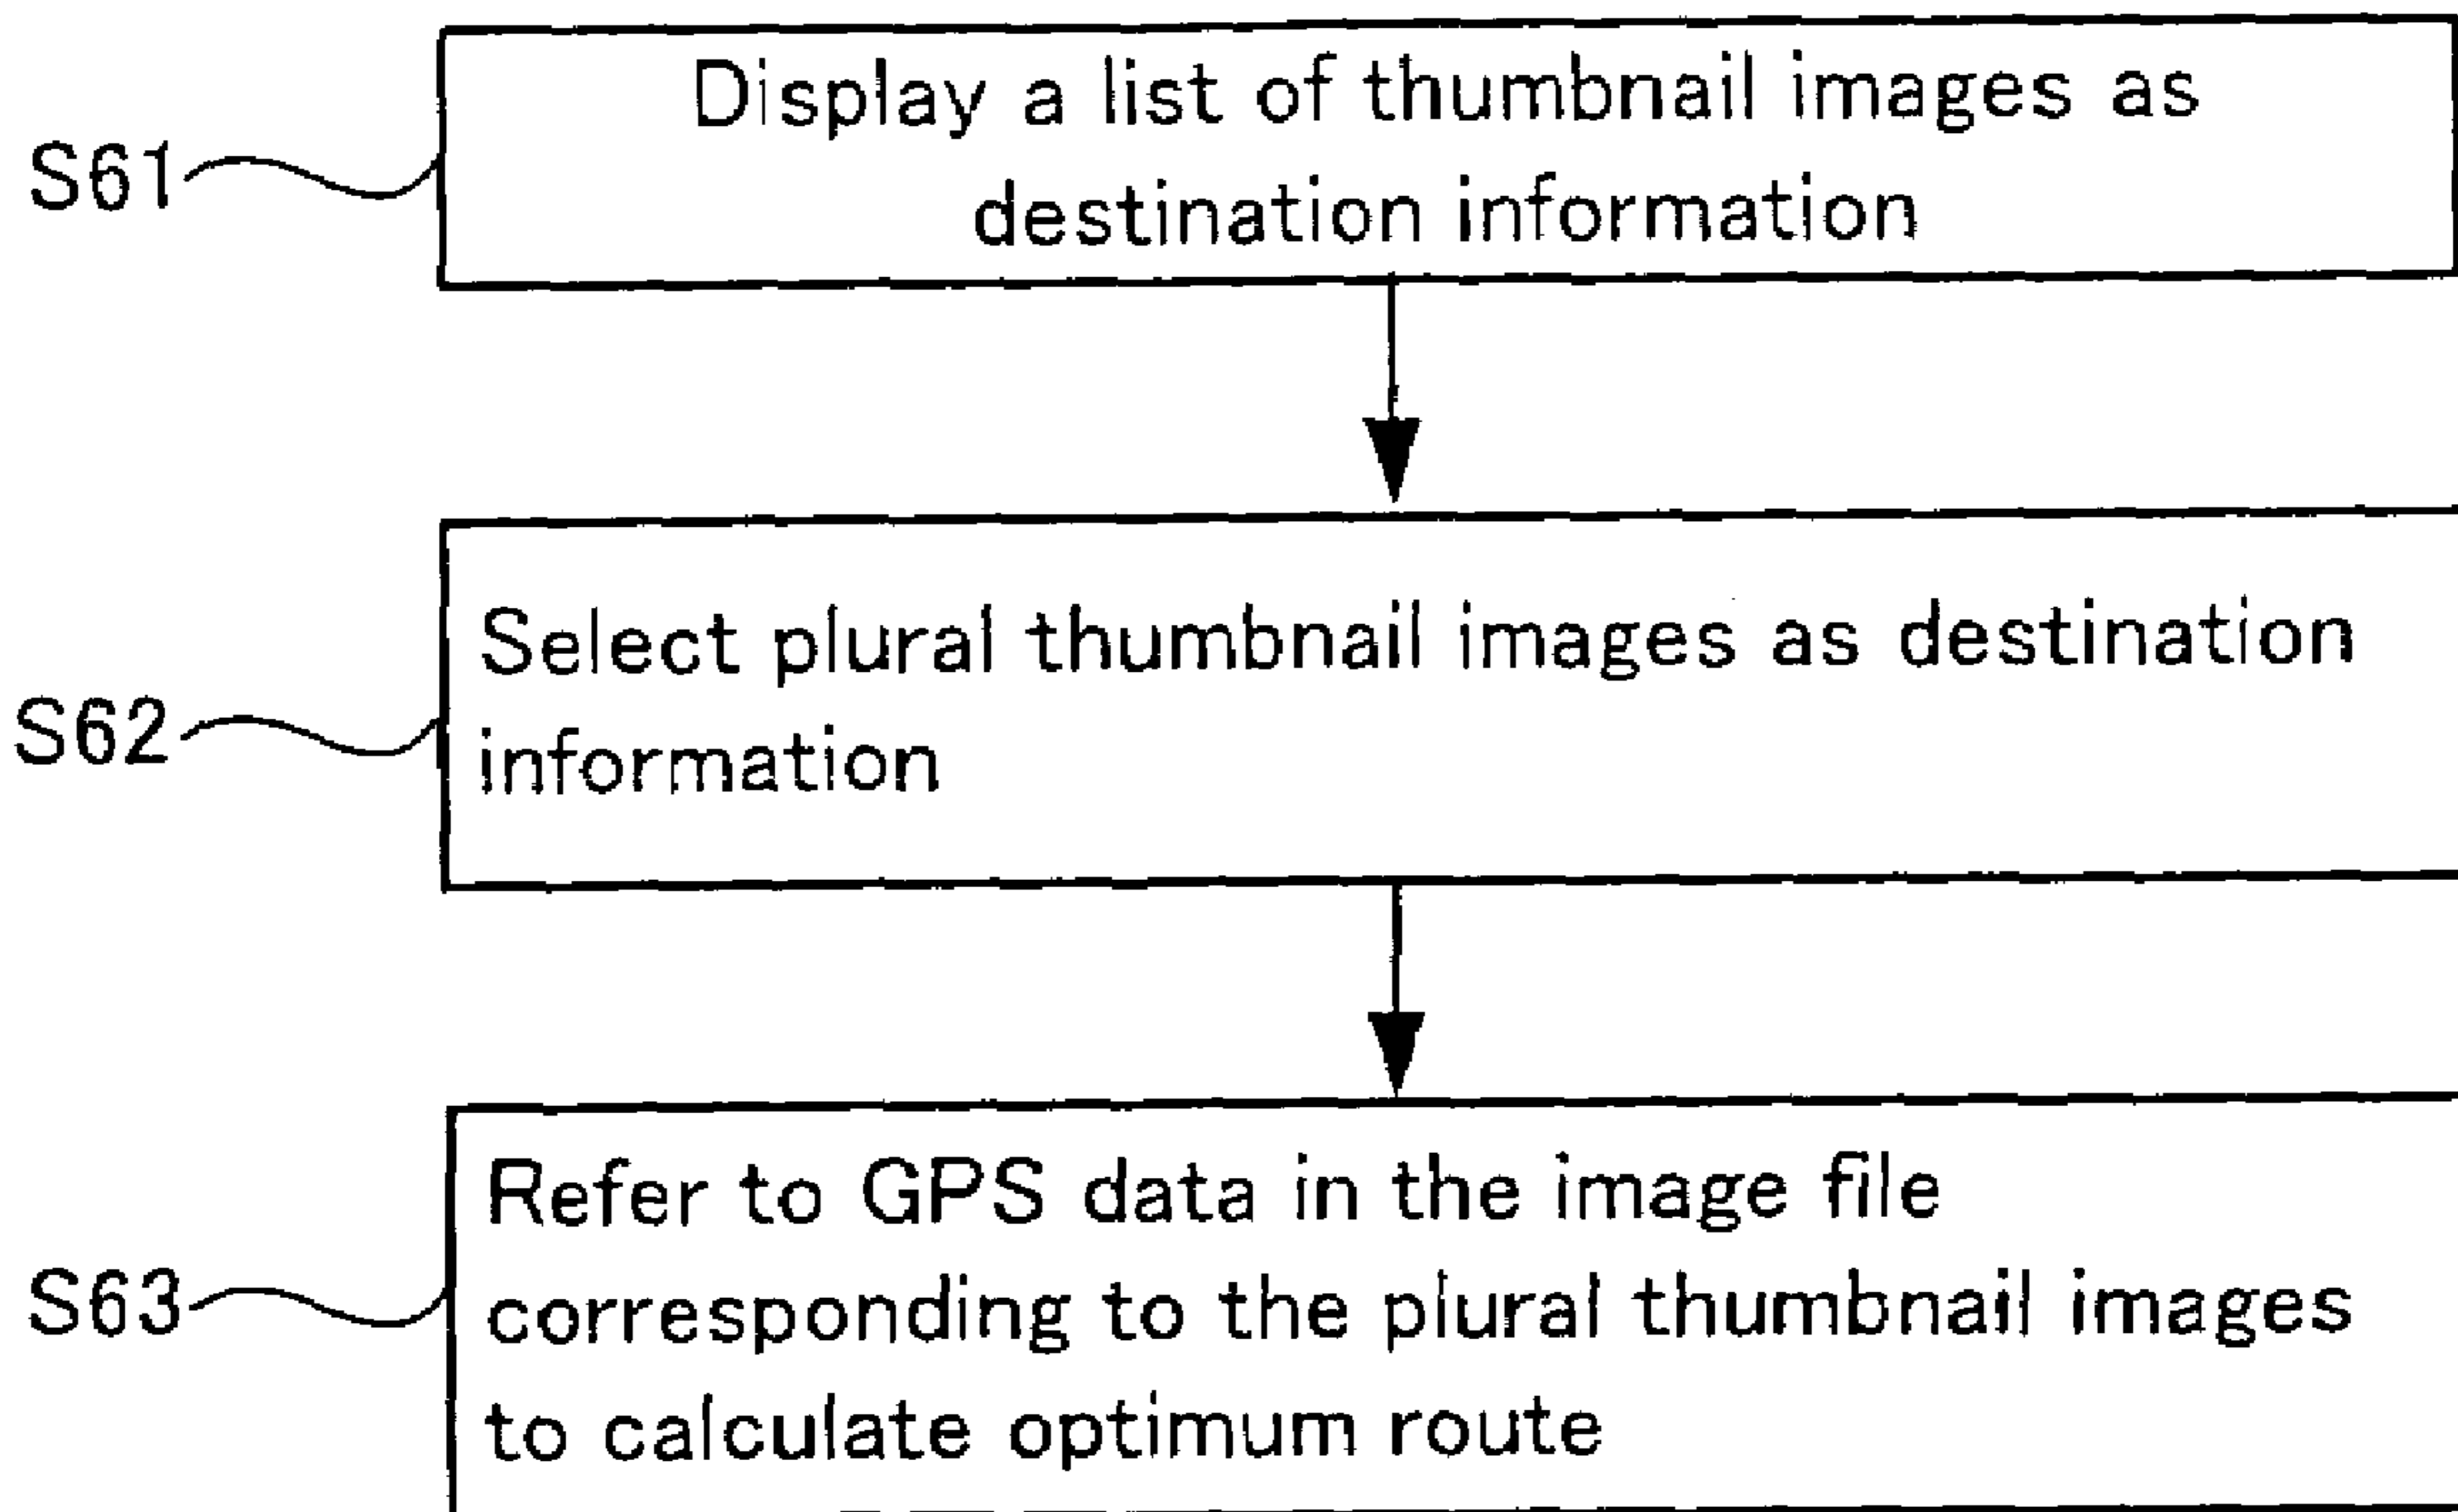 Display a list of thumbnail images as
S61
destination information
Select plural thumbnail images as destination
S62
information
Refer to GPS data in the image file
S63
corresponding to the plural thumbnail images
to calculate optimum route